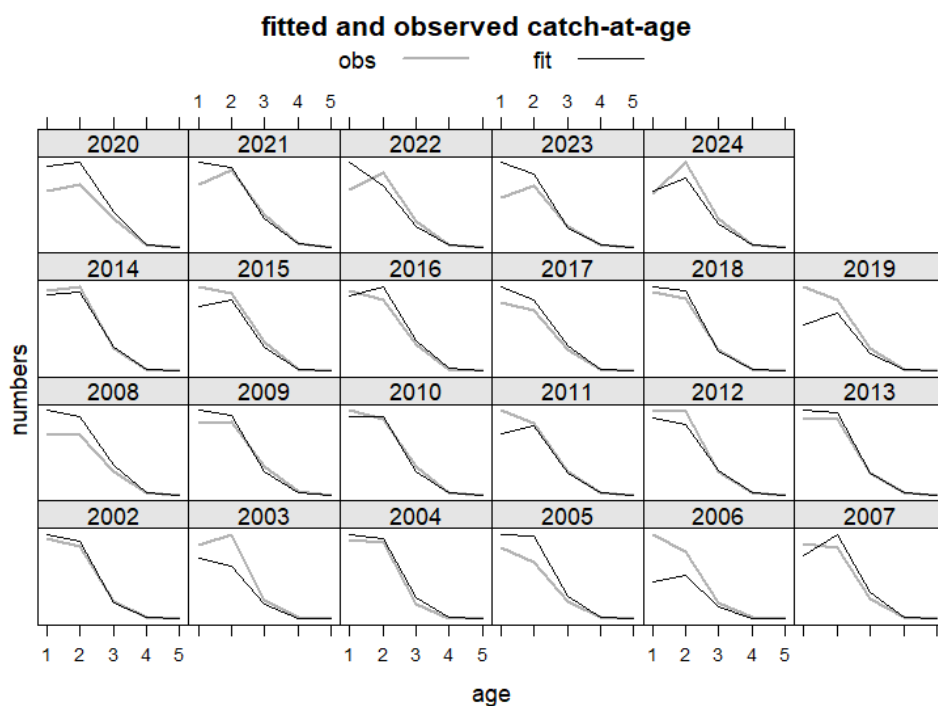 fitted and observed catch-at-age
obs fit
1 2 3 4 5 1 2 3 4 5
2020 2021 2022 2023 2024
2014 2015 2016 2017 2018 2019
2008 2009 2010 2011 2012 2013
2002 2003 2004 2005 2006 2007
1 2 3 4 5 1 2 3 4 5 1 2 3 4 5
numbers
age